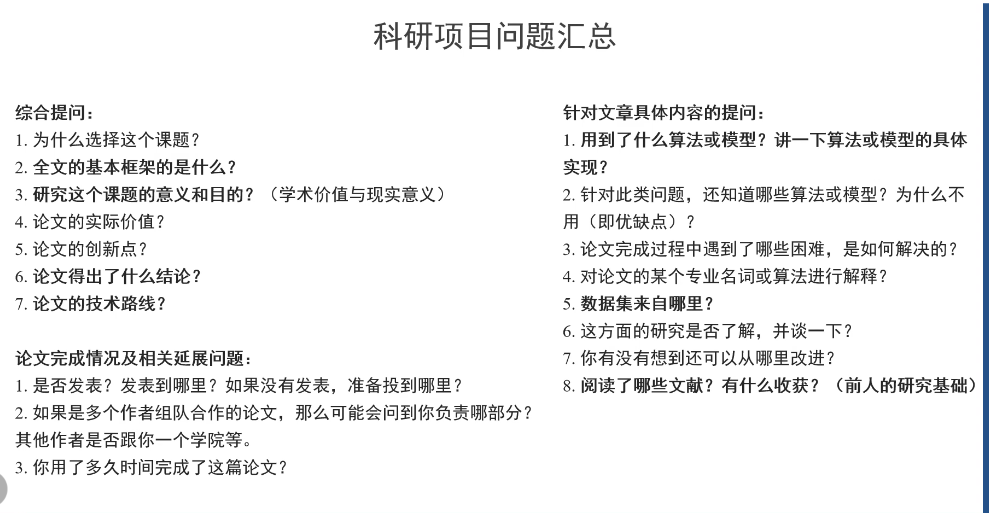 科研项目问题汇总
综合提问：
1. 为什么选择这个课题？
2. 全文的基本框架的是什么？
3. 研究这个课题的意义和目的？（学术价值与现实意义）
4. 论文的实际价值？
5. 论文的创新点？
6. 论文得出了什么结论？
7. 论文的技术路线？
论文完成情况及相关延展问题：
1. 是否发表？发表到哪里？如果没有发表，准备投到哪里？
2. 如果是多个作者组队合作的论文，那么可能会问到你负责哪部分？
其他作者是否跟你一个学院等。
3. 你用了多久时间完成了这篇论文？
针对文章具体内容的提问：
1. 用到了什么算法或模型？讲一下算法或模型的具体
实现？
2. 针对此类问题，还知道哪些算法或模型？为什么不
用（即优缺点）？
3. 论文完成过程中遇到了哪些困难，是如何解决的？
4. 对论文的某个专业名词或算法进行解释？
5. 数据集来自哪里？
6. 这方面的研究是否了解，并谈一下？
7. 你有没有想到还可以从哪里改进？
8. 阅读了哪些文献？有什么收获？（前人的研究基础）